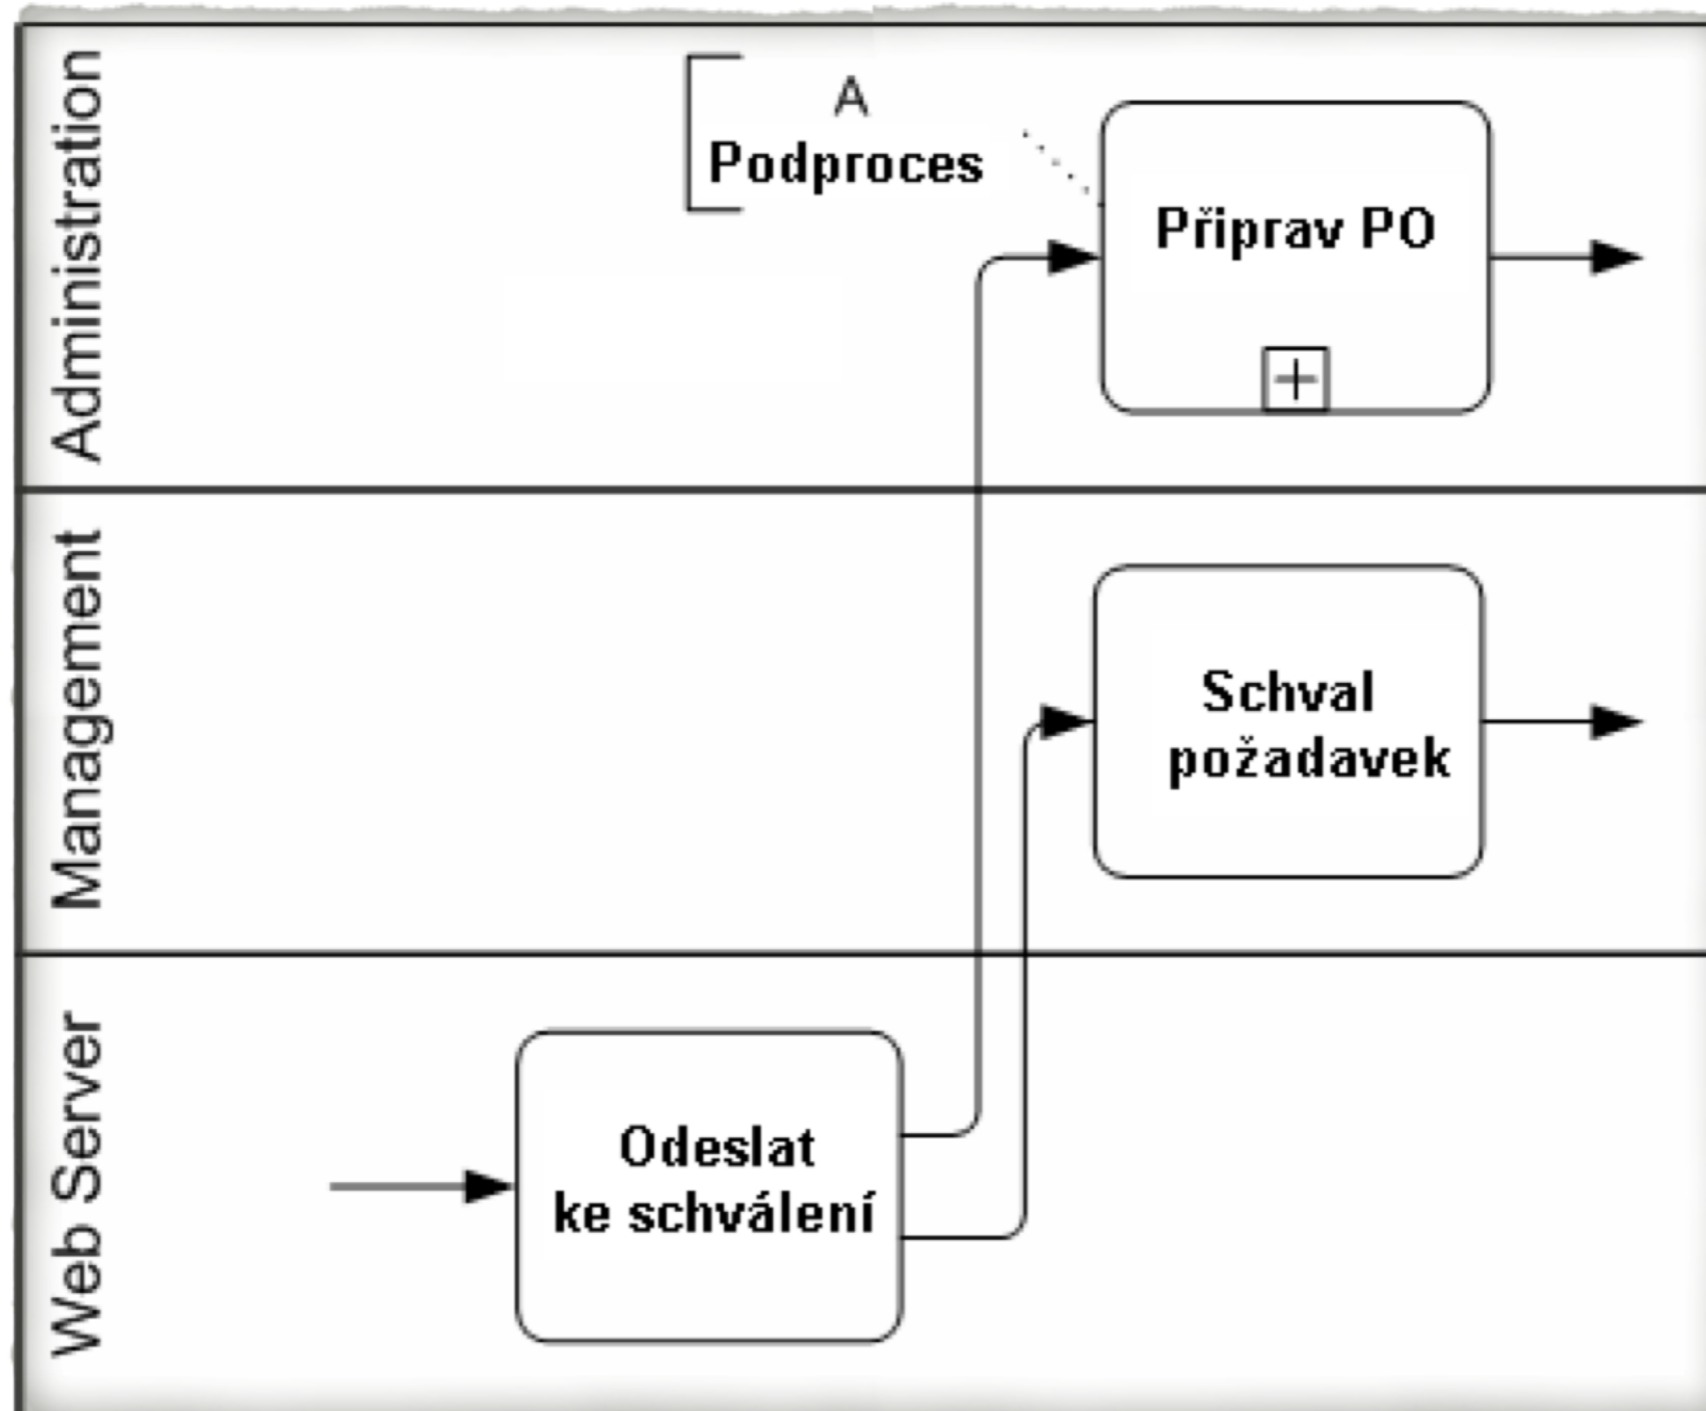 Administration
A
Podproces
Připrav PO
Management
Schval
požadavek
Web Server
Odeslat
ke schválení